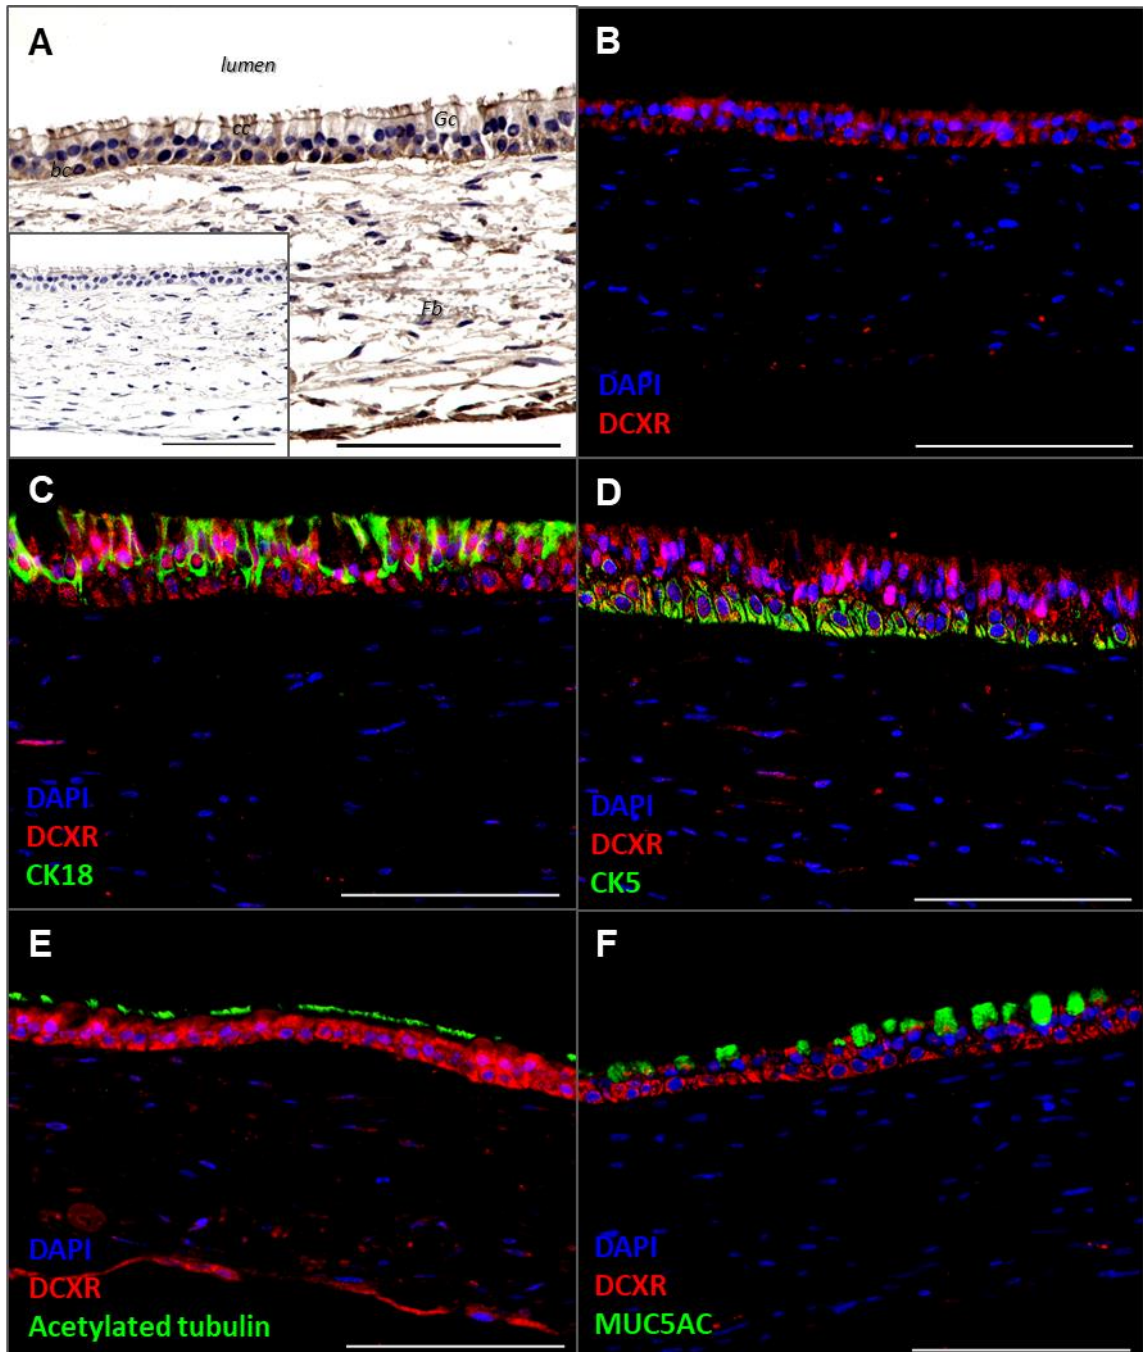 A
lumen
cc
Gc
bc
Fb
B
DAPI
DCXR
C
DAPI
DCXR
CK18
D
DAPI
DCXR
CK5
E
DAPI
DCXR
Acetylated tubulin
F
DAPI
DCXR
MUC5AC